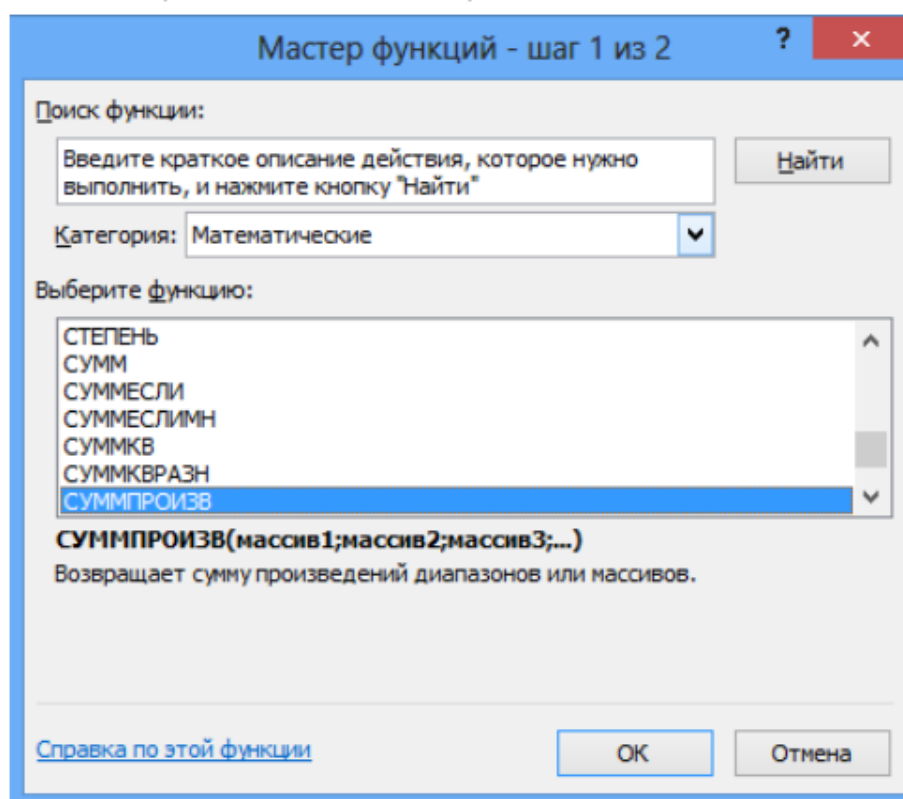 Мастер функций - шаг 1 из 2
?
×
Поиск функции:
Введите краткое описание действия, которое нужно
выполнить, и нажмите кнопку "Найти"
Найти
Категория: Математические
Выберите функцию:
СТЕПЕНЬ
СУММ
СУММЕСЛИ
СУММЕСЛИМН
СУММКВ
СУММКВРАЗН
СУММПРОИЗВ
СУММПРОИЗВ(массив1;массив2;массив3;...)
Возвращает сумму произведений диапазонов или массивов.
Справка по этой функции
ОК
Отмена